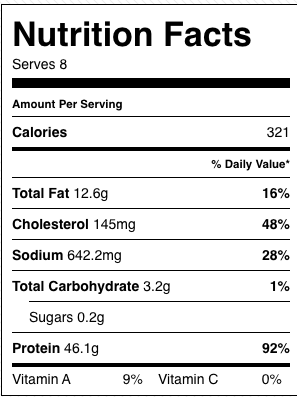 Nutrition Facts
Serves 8
Amount Per Serving
Calories 321
% Daily Value*
Total Fat 12.6g 16%
Cholesterol 145mg 48%
Sodium 642.2mg 28%
Total Carbohydrate 3.2g 1%
Sugars 0.2g
Protein 46.1g 92%
Vitamin A 9% Vitamin C 0%